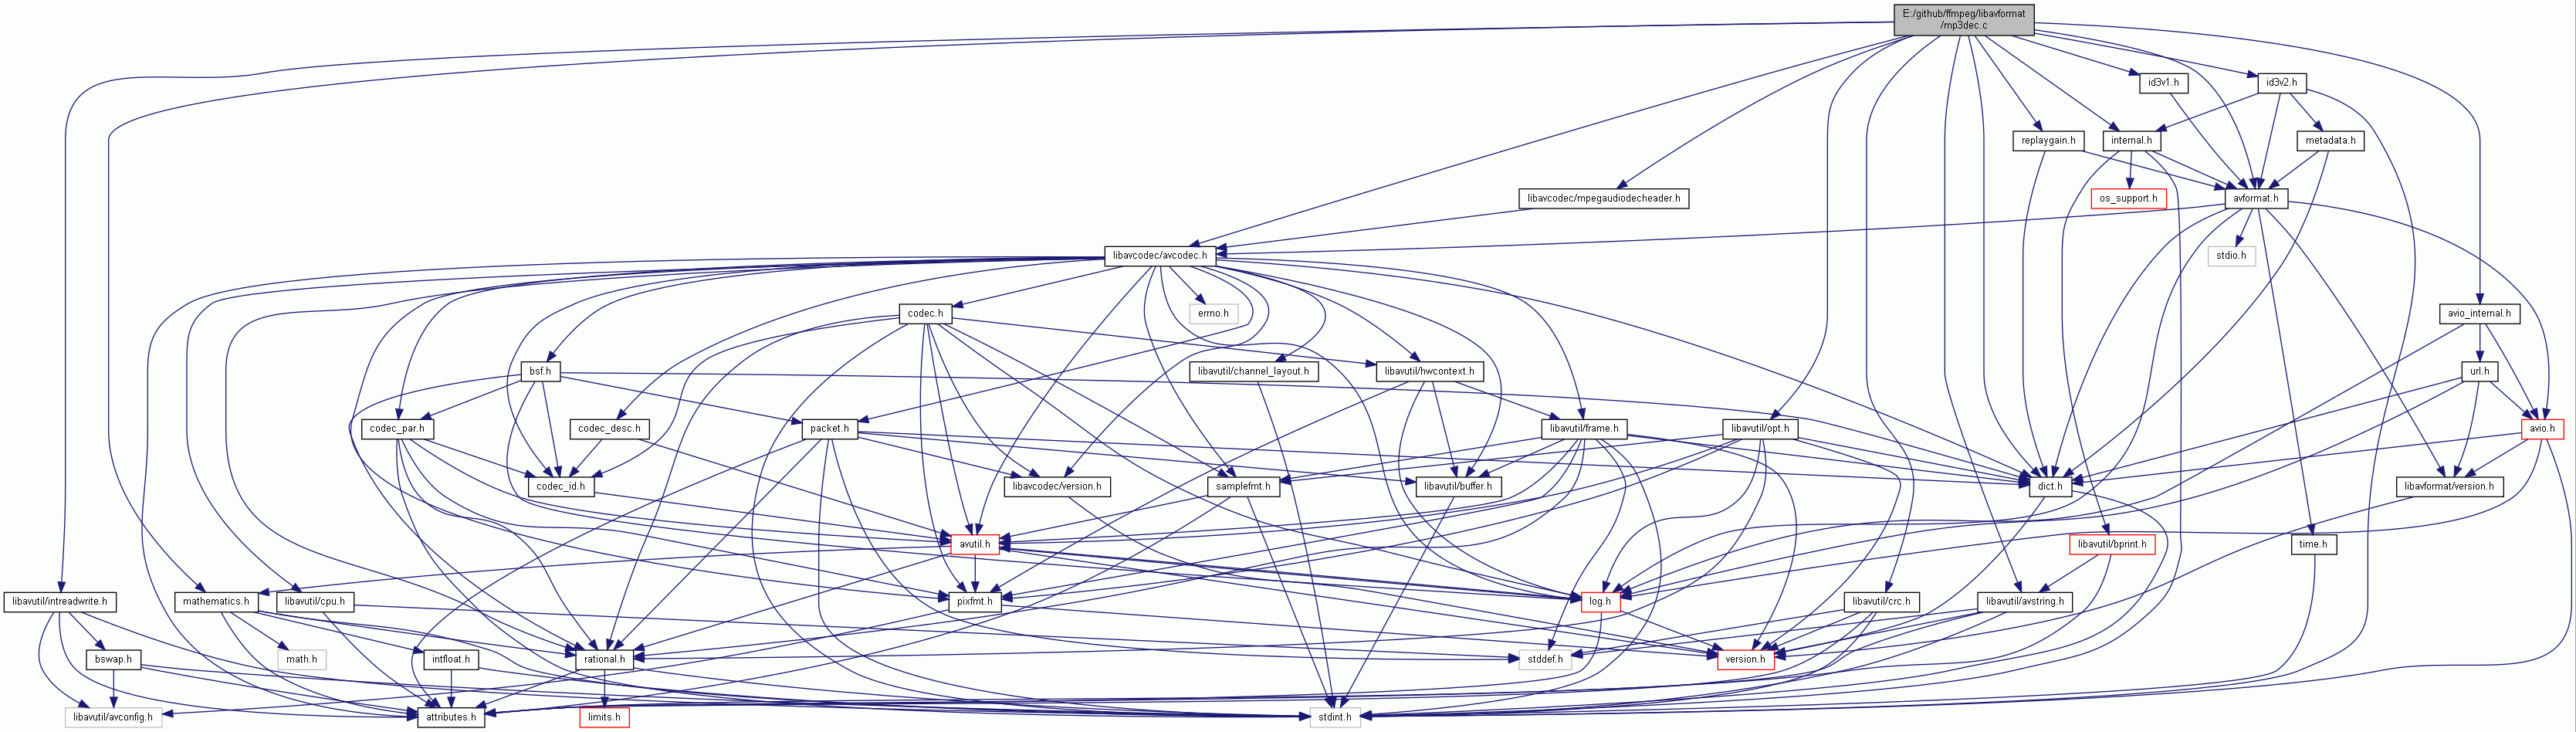 E:/github/ffmpeg/libavformat
/mp3dec.c
id3v1.h
id3v2.h
replaygain.h
internal.h
metadata.h
libavcodec/mpegaudiodecheader.h
os_support.h
avformat.h
libavcodec/avcodec.h
stdio.h
codec.h
errno.h
avio_internal.h
bsf.h
libavutil/channel_layout.h
libavutil/hwcontext.h
url.h
codec_par.h
codec_desc.h
packet.h
libavutil/frame.h
libavutil/opt.h
avio.h
codec_id.h
libavcodec/version.h
samplefmt.h
libavutil/buffer.h
dict.h
libavformat/version.h
avutil.h
libavutil/bprint.h
time.h
libavutil/intreadwrite.h
mathematics.h
libavutil/cpu.h
pixfmt.h
log.h
libavutil/crc.h
libavutil/avstring.h
bswap.h
math.h
intfloat.h
rational.h
stddef.h
version.h
libavutil/avconfig.h
attributes.h
limits.h
stdint.h